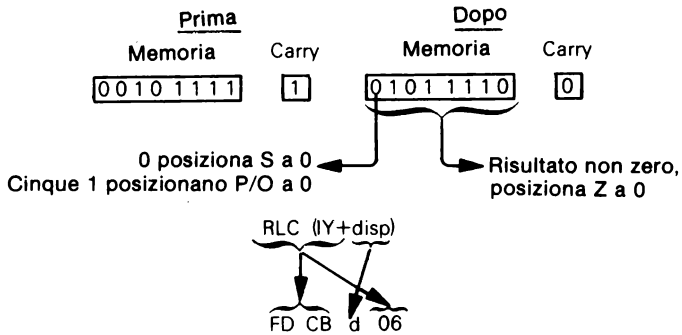 Prima Dopo
Memoria Carry Memoria Carry
0010 1111 1 0101 1110 0
0 posiziona S a 0
Cinque 1 posizionano P/O a 0
Risultato non zero,
posiziona Z a 0
RLC (IY+disp)
FD CB d 06